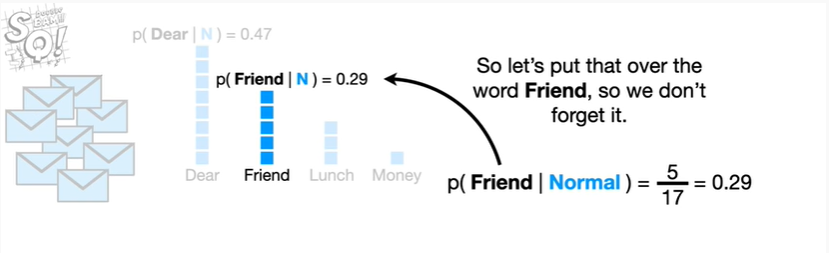 STATQUEST!
p( Dear | N ) = 0.47
p( Friend | N ) = 0.29
So let's put that over the
word Friend, so we don't
forget it.
Dear Friend Lunch Money
p( Friend | Normal ) = 5/17 = 0.29